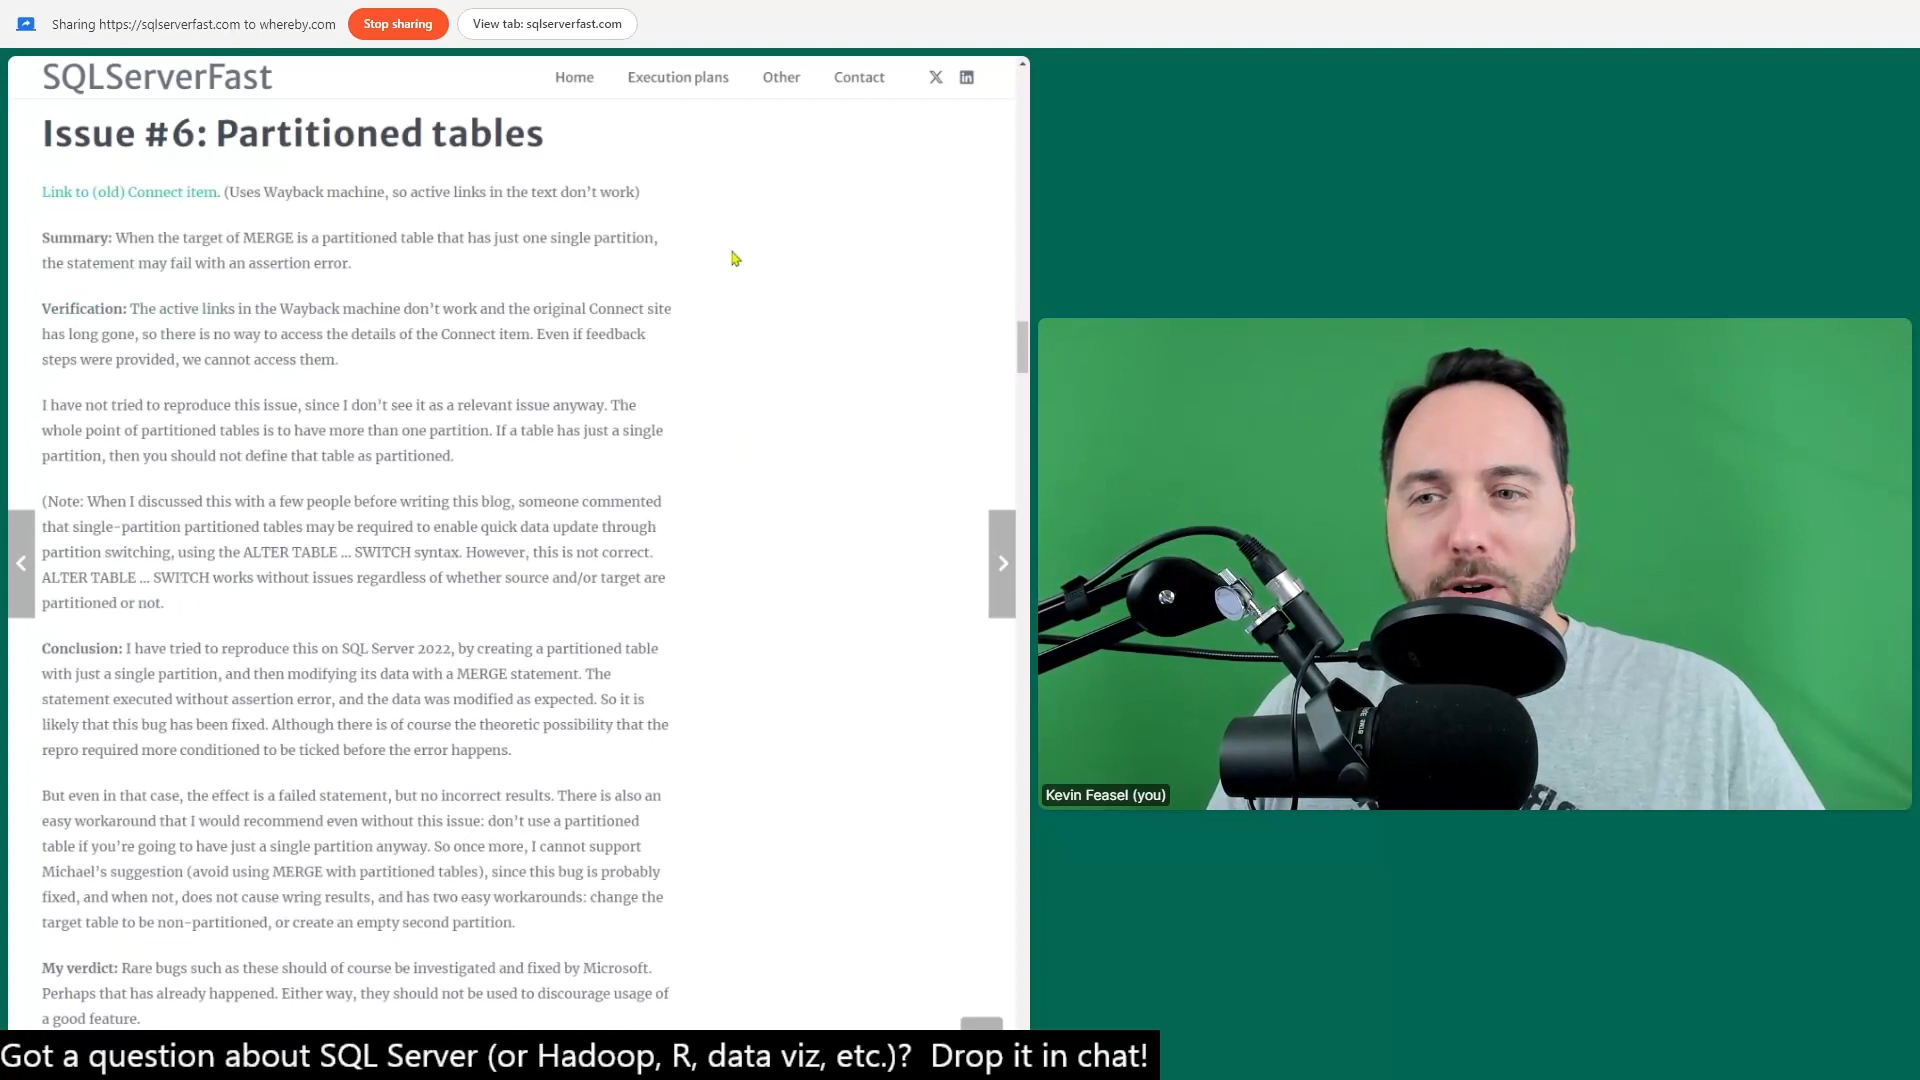 Sharing https://sqlserverfast.com to whereby.com
Stop sharing
View tab: sqlserverfast.com
SQLServerFast
Home
Execution plans
Other
Contact
Issue #6: Partitioned tables
Link to (old) Connect item. (Uses Wayback machine, so active links in the text don't work)
Summary: When the target of MERGE is a partitioned table that has just one single partition,
the statement may fail with an assertion error.
Verification: The active links in the Wayback machine don't work and the original Connect site
has long gone, so there is no way to access the details of the Connect item. Even if feedback
steps were provided, we cannot access them.
I have not tried to reproduce this issue, since I don't see it as a relevant issue anyway. The
whole point of partitioned tables is to have more than one partition. If a table has just a single
partition, then you should not define that table as partitioned.
(Note: When I discussed this with a few people before writing this blog, someone commented
that single-partition partitioned tables may be required to enable quick data update through
partition switching, using the ALTER TABLE … SWITCH syntax. However, this is not correct.
ALTER TABLE … SWITCH works without issues regardless of whether source and/or target are
partitioned or not.
Conclusion: I have tried to reproduce this on SQL Server 2022, by creating a partitioned table
with just a single partition, and then modifying its data with a MERGE statement. The
statement executed without assertion error, and the data was modified as expected. So it is
likely that this bug has been fixed. Although there is of course the theoretic possibility that the
repro required more conditioned to be ticked before the error happens.
But even in that case, the effect is a failed statement, but no incorrect results. There is also an
easy workaround that I would recommend even without this issue: don't use a partitioned
table if you're going to have just a single partition anyway. So once more, I cannot support
Michael's suggestion (avoid using MERGE with partitioned tables), since this bug is probably
fixed, and when not, does not cause wring results, and has two easy workarounds: change the
target table to be non-partitioned, or create an empty second partition.
My verdict: Rare bugs such as these should of course be investigated and fixed by Microsoft.
Perhaps that has already happened. Either way, they should not be used to discourage usage of
a good feature.
Kevin Feasel (you)
Got a question about SQL Server (or Hadoop, R, data viz, etc.)? Drop it in chat!